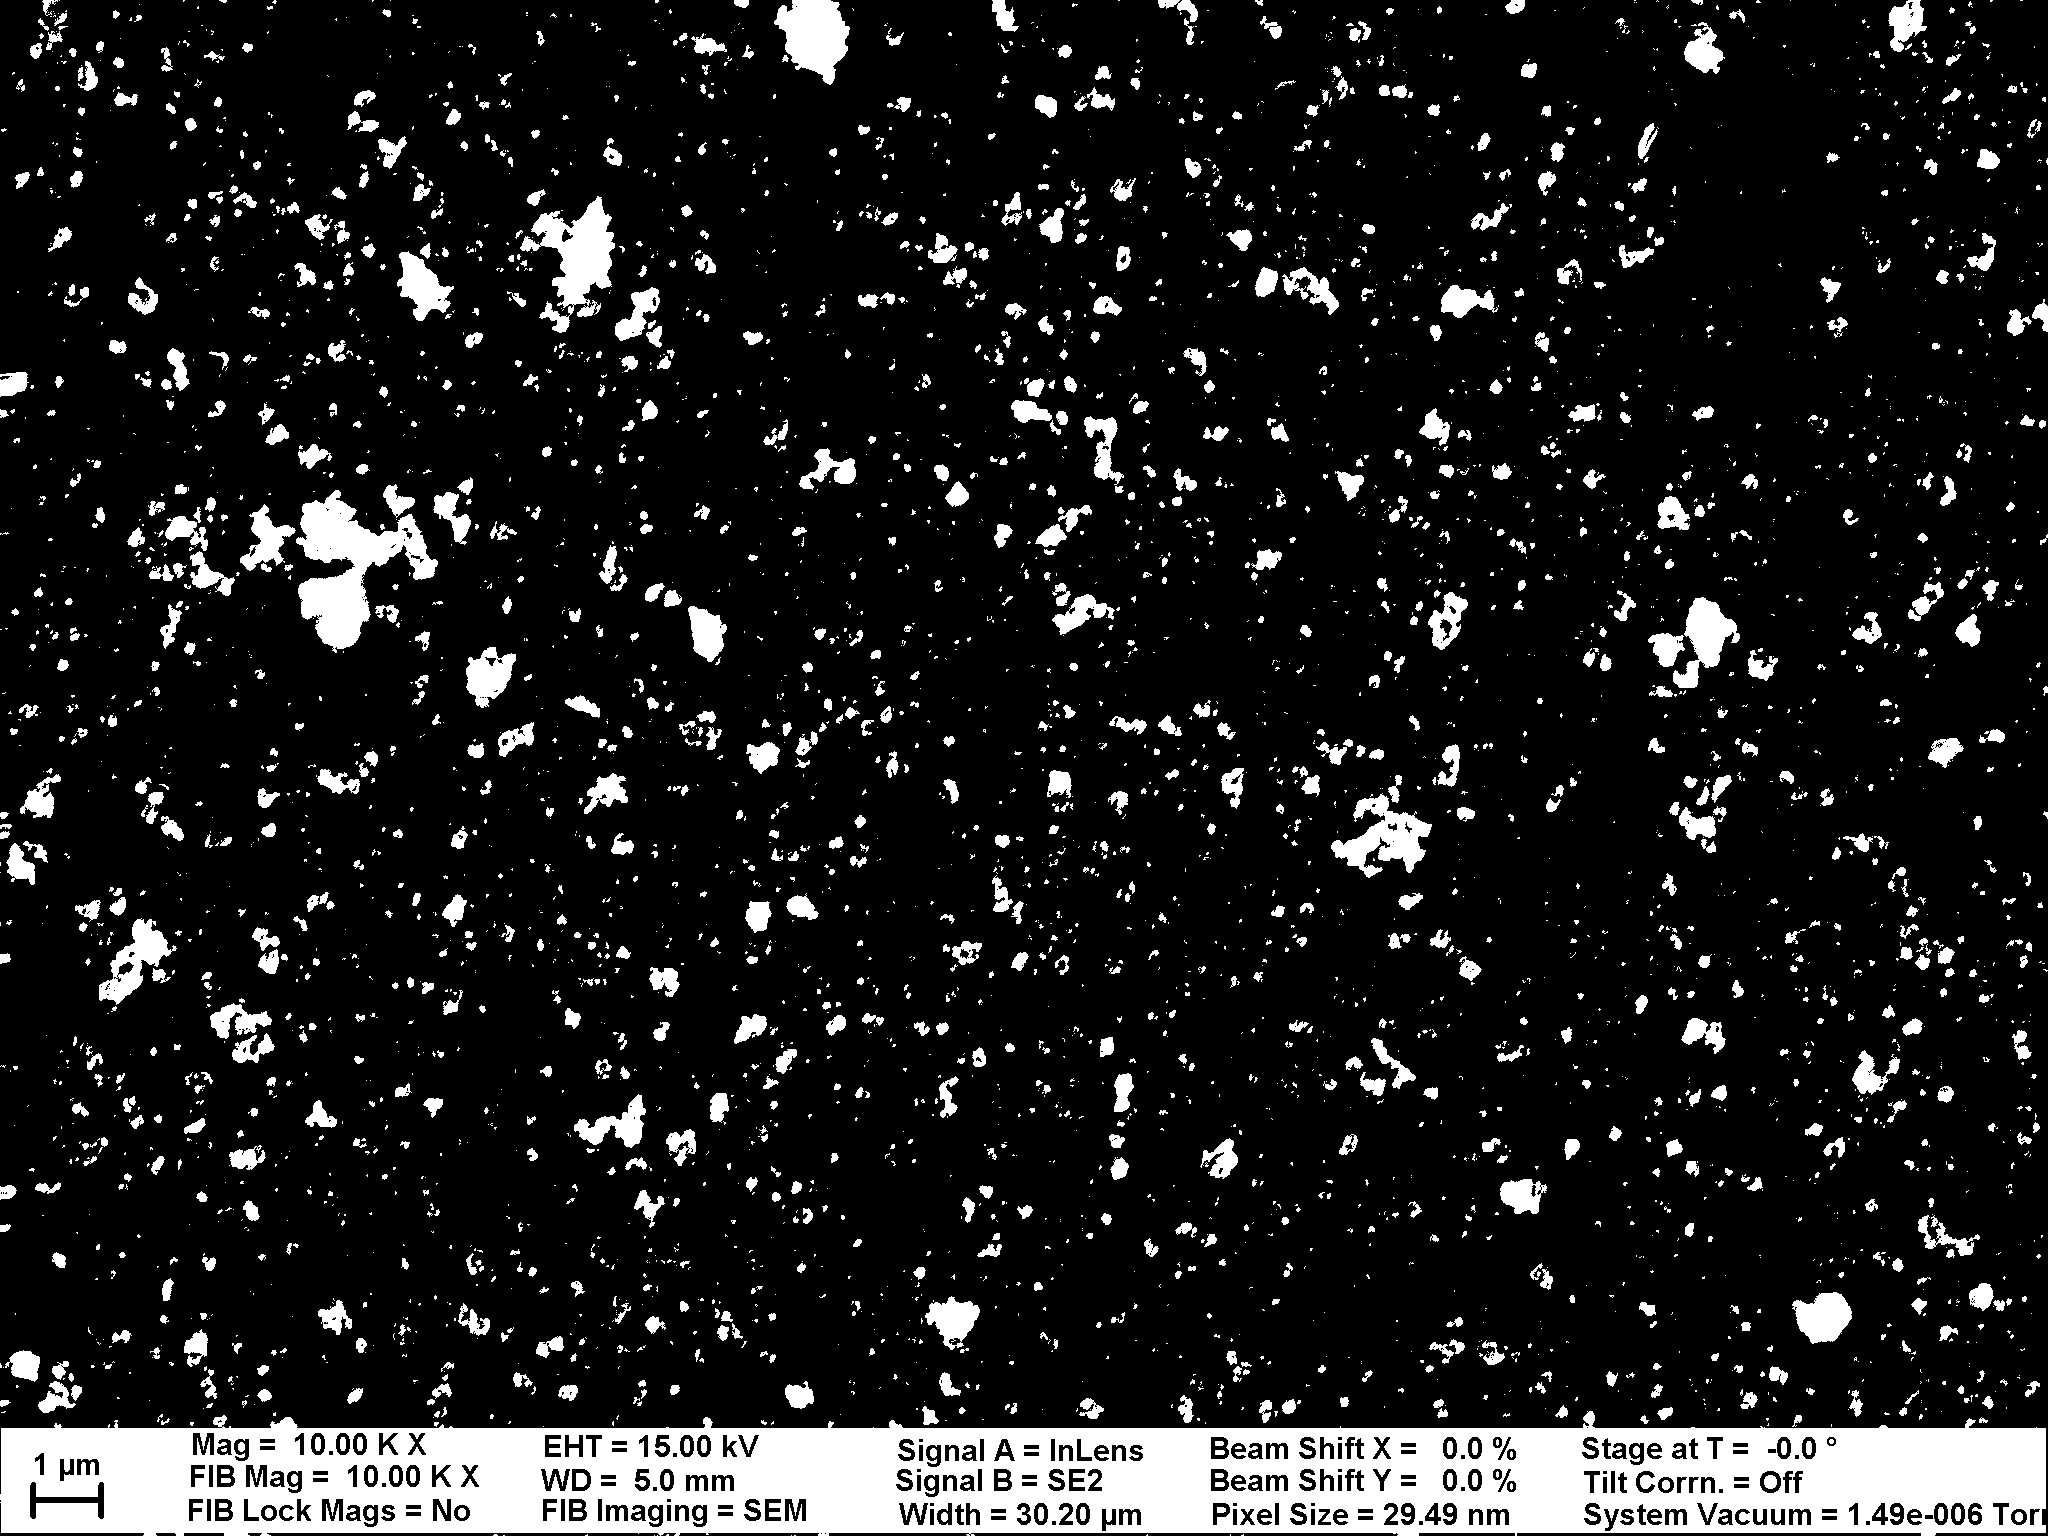 1 µm
Mag = 10.00 K X
FIB Mag = 10.00 K X
FIB Lock Mags = No
EHT = 15.00 kV
WD = 5.0 mm
FIB Imaging = SEM
Signal A = InLens
Signal B = SE2
Width = 30.20 µm
Beam Shift X = 0.0 %
Beam Shift Y = 0.0 %
Pixel Size = 29.49 nm
Stage at T = -0.0 °
Tilt Corrn. = Off
System Vacuum = 1.49e-006 Torr